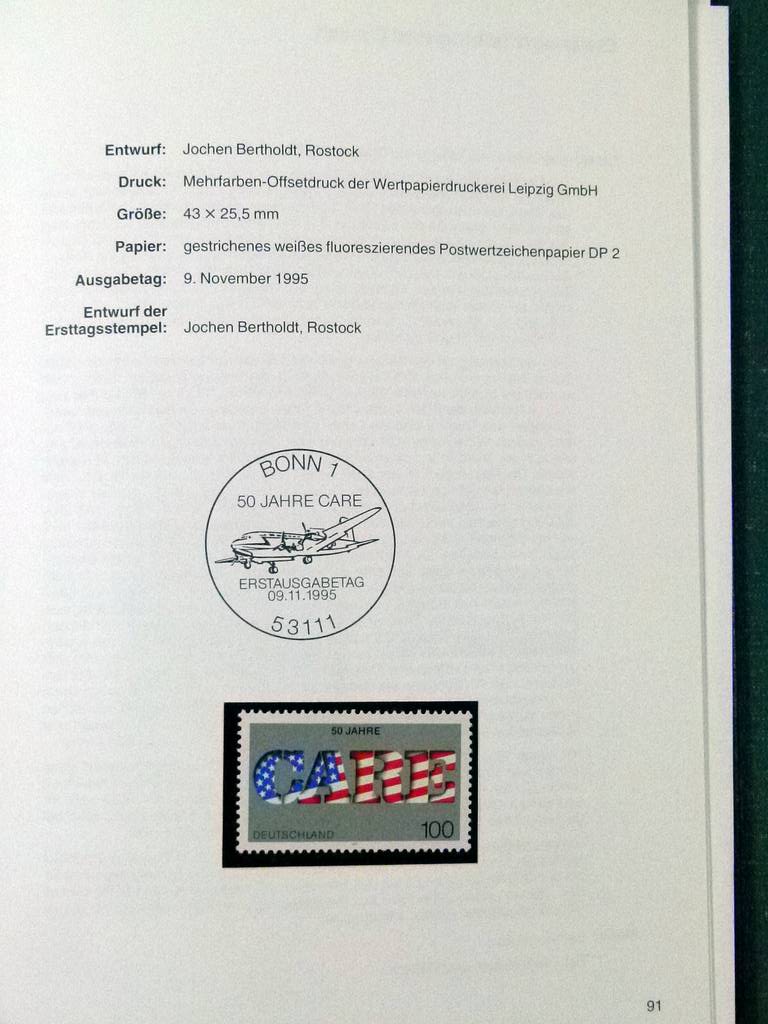 Entwurf: Jochen Bertholdt, Rostock
Druck: Mehrfarben-Offsetdruck der Wertpapierdruckerei Leipzig GmbH
Größe: 43 × 25,5 mm
Papier: gestrichenes weißes fluoreszierendes Postwertzeichenpapier DP 2
Ausgabetag: 9. November 1995
Entwurf der
Ersttagsstempel: Jochen Bertholdt, Rostock
BONN 1
50 JAHRE CARE
ERSTAUSGABETAG
09.11.1995
53111
50 JAHRE
CARE
DEUTSCHLAND 100
91